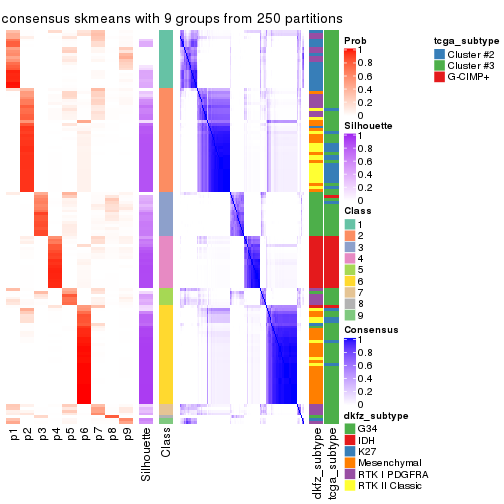 consensus skmeans with 9 groups from 250 partitions
Prob
1
0.8
0.6
0.4
0.2
0
Silhouette
1
0.8
0.6
0.4
0.2
0
Class
1
2
3
4
5
6
7
8
9
Consensus
1
0.8
0.6
0.4
0.2
0
dkfz_subtype
G34
IDH
K27
Mesenchymal
RTK I PDGFRA
RTK II Classic
tcga_subtype
Cluster #2
Cluster #3
G-CIMP+
p1
p2
p3
p4
p5
p6
p7
p8
p9
Silhouette
Class
dkfz_subtype
tcga_subtype